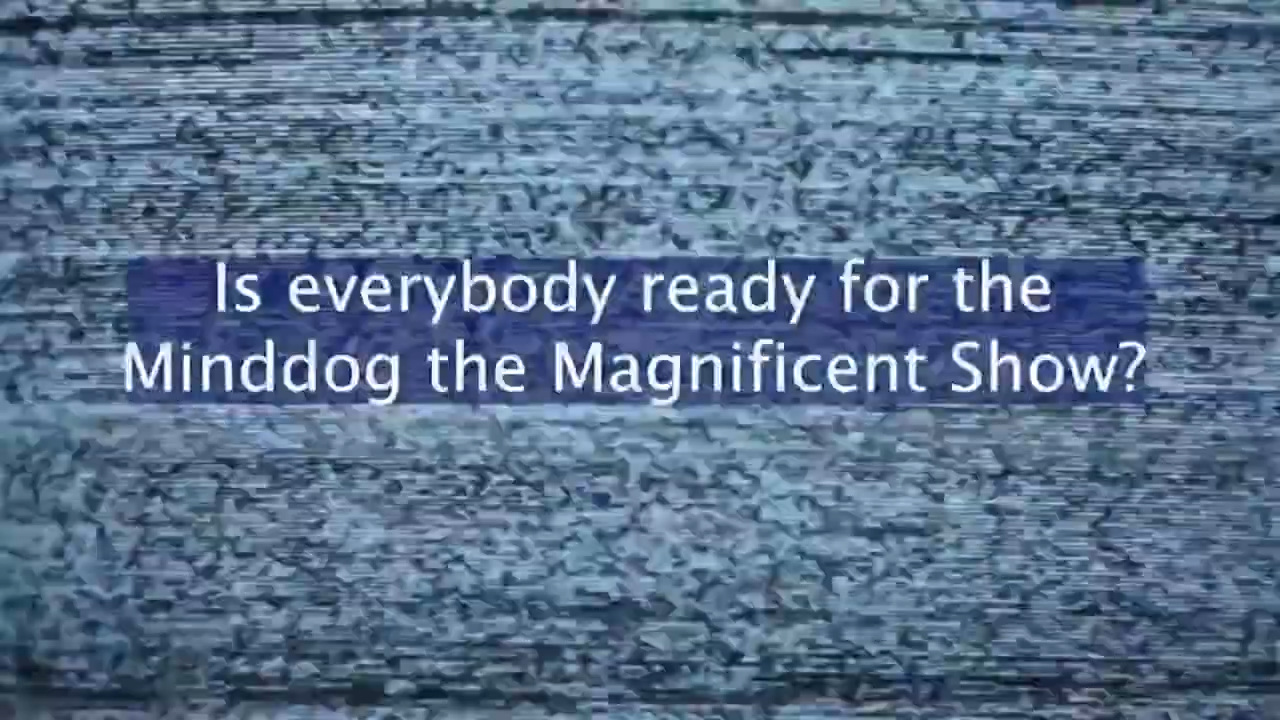 Is everybody ready for the
Minddog the Magnificent Show?